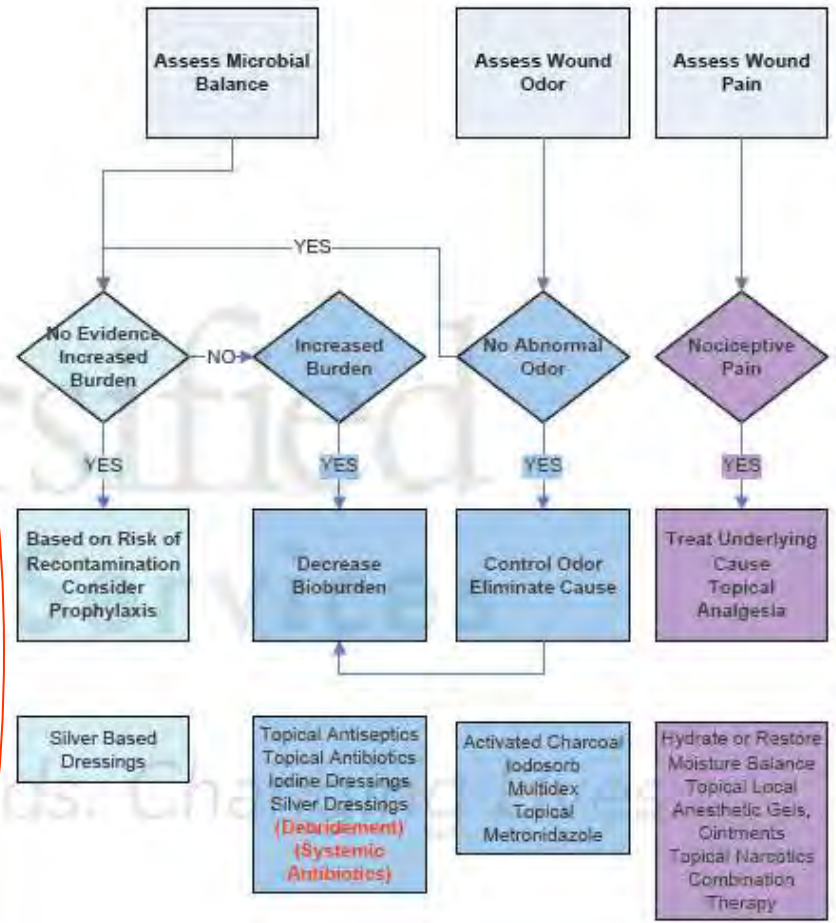 Assess Microbial
Balance
Assess Wound
Odor
Assess Wound
Pain
YES
No Evidence
Increased
Burden
NO
Increased
Burden
No Abnormal
Odor
Nociceptive
Pain
YES
YES
YES
YES
Based on Risk of
Recontamination
Consider
Prophylaxis
Decrease
Bioburden
Control Odor
Eliminate Cause
Treat Underlying
Cause
Topical
Analgesia
Silver Based
Dressings
Topical Antiseptics
Topical Antibiotics
Iodine Dressings
Silver Dressings
(Debridement)
(Systemic
Antibiotics)
Activated Charcoal
Iodosorb
Multidex
Topical
Metronidazole
Hydrate or Restore
Moisture Balance
Topical Local
Anesthetic Gels,
Ointments
Topical Narcotics
Combination
Therapy